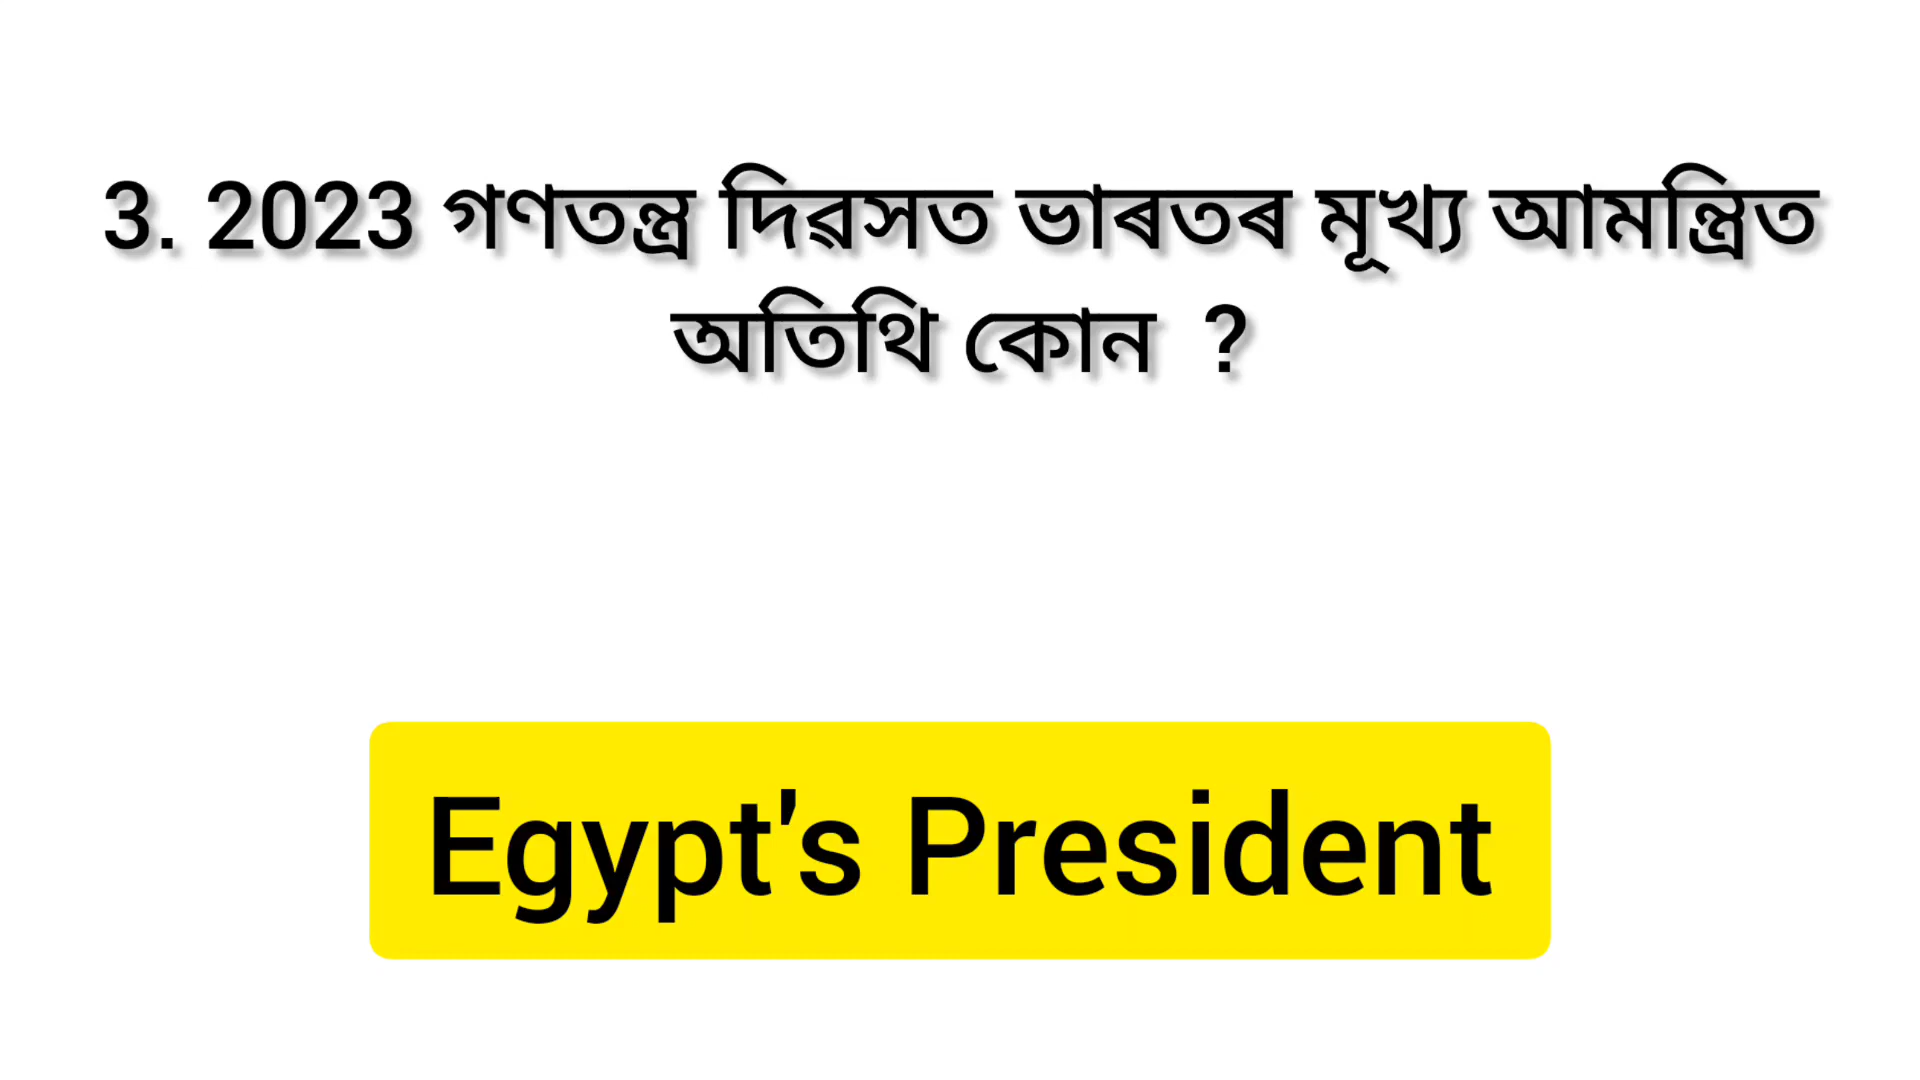 3. 2023 গণতন্ত্ৰ দিৱসত ভাৰতৰ মূখ্য আমন্ত্ৰিত
অতিথি কোন ?
Egypt's President